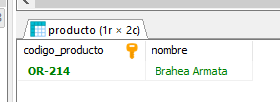 producto (1r × 2c)
codigo_producto nombre
OR-214 Brahea Armata